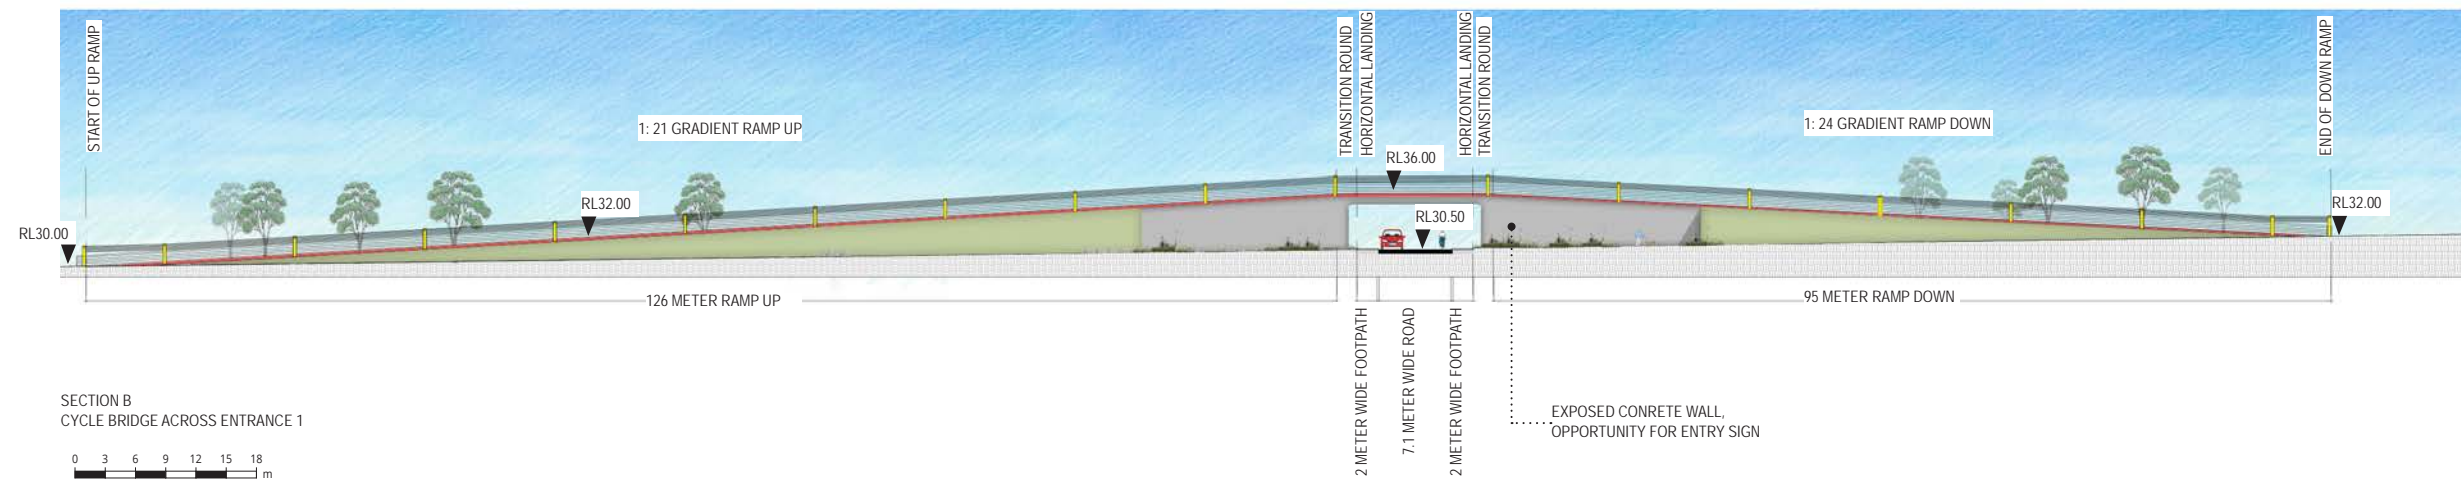 START OF UP RAMP
TRANSITION ROUND
HORIZONTAL LANDING
HORIZONTAL LANDING
TRANSITION ROUND
END OF DOWN RAMP
1: 21 GRADIENT RAMP UP
1: 24 GRADIENT RAMP DOWN
RL36.00
RL32.00
RL32.00
RL30.50
RL30.00
126 METER RAMP UP
95 METER RAMP DOWN
2 METER WIDE FOOTPATH
7.1 METER WIDE ROAD
2 METER WIDE FOOTPATH
SECTION B
CYCLE BRIDGE ACROSS ENTRANCE 1
EXPOSED CONRETE WALL,
OPPORTUNITY FOR ENTRY SIGN
0 3 6 9 12 15 18
m